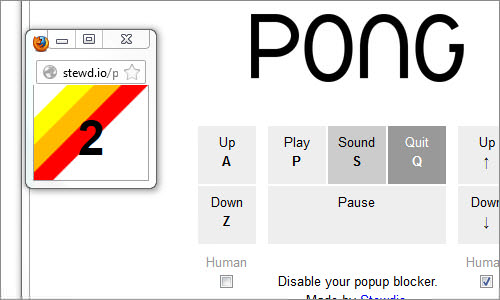 PONG
stewd.io/p
2
Up
A
Play
P
Sound
S
Quit
Q
Up
↑
Down
Z
Pause
Down
↓
Human
Human
Disable your popup blocker.
Made by Stewdio